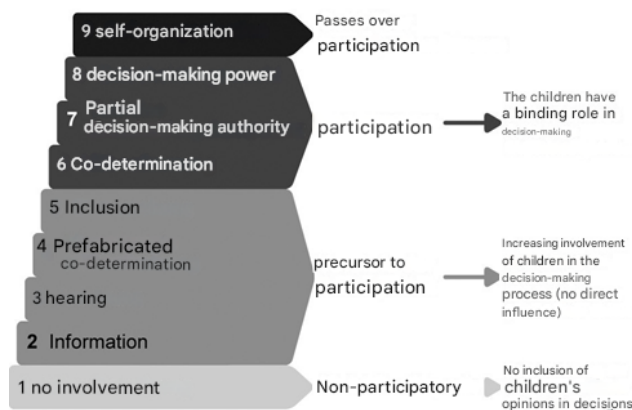 9 self-organization
Passes over
participation
8 decision-making power
7 Partial
decision-making authority
6 Co-determination
participation
The children have
a binding role in
decision-making
5 Inclusion
4 Prefabricated
co-determination
3 hearing
2 Information
precursor to
participation
Increasing involvement
of children in the
decision-making
process (no direct
influence)
1 no involvement
Non-participatory
No inclusion of
children's
opinions in decisions